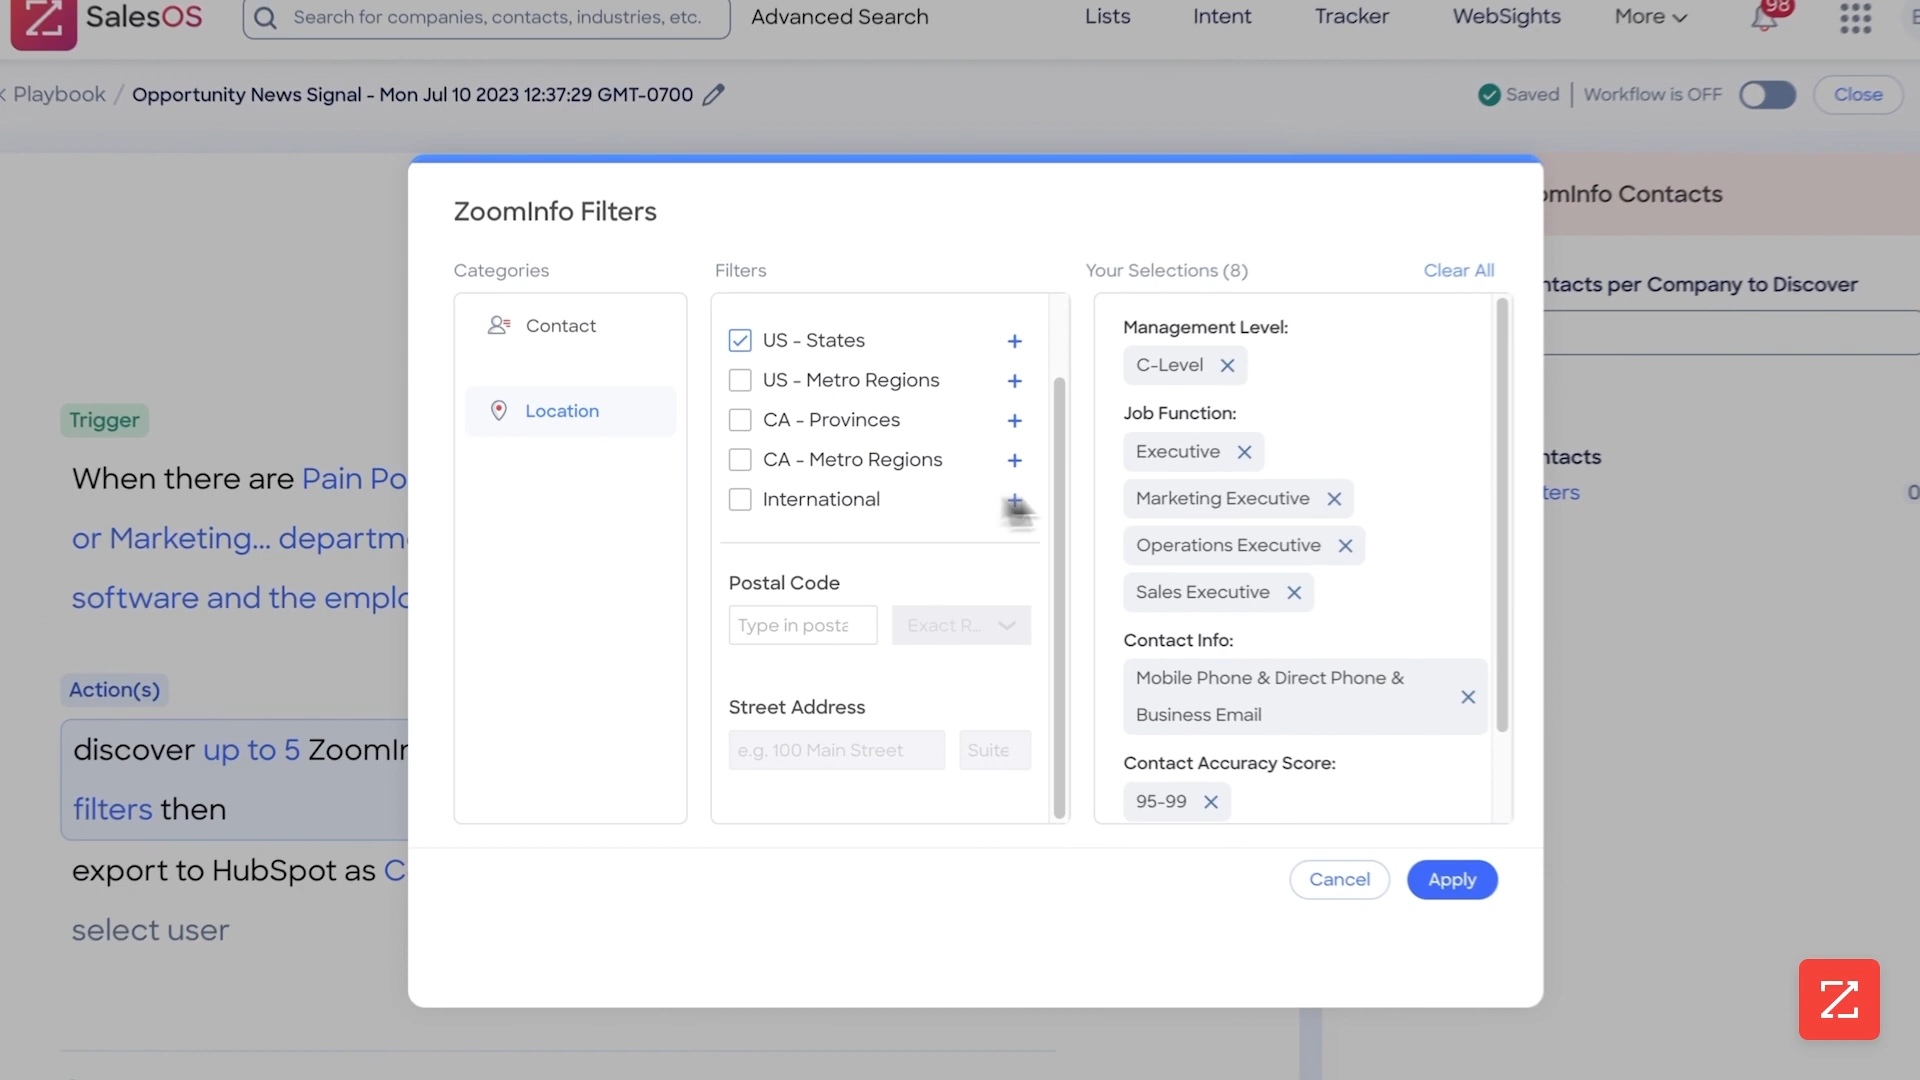 SalesOS
Search for companies, contacts, industries, etc.
Advanced Search
Lists
Intent
Tracker
WebSights
More
98
Playbook / Opportunity News Signal - Mon Jul 10 2023 12:37:29 GMT-0700
Saved | Workflow is OFF
Close
ZoomInfo Filters
Categories
Filters
Your Selections (8)
Clear All
Contact
Location
US - States
US - Metro Regions
CA - Provinces
CA - Metro Regions
International
Postal Code
Exact R...
Street Address
e.g. 100 Main Street
Suite
Management Level:
C-Level
Job Function:
Executive
Marketing Executive
Operations Executive
Sales Executive
Contact Info:
Mobile Phone & Direct Phone &
Business Email
Contact Accuracy Score:
95-99
Cancel
Apply
Trigger
When there are Pain Po
or Marketing... departm
software and the emplo
Action(s)
discover up to 5 ZoomIn
filters then
export to HubSpot as C
select user
omInfo Contacts
ntacts per Company to Discover
ntacts
ters